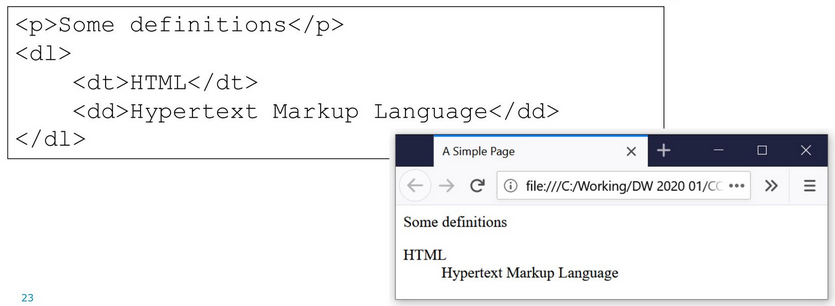 <p>Some definitions</p>
<dl>
    <dt>HTML</dt>
    <dd>Hypertext Markup Language</dd>
</dl>
A Simple Page
file:///C:/Working/DW 2020 01/CC
Some definitions
HTML
Hypertext Markup Language
23